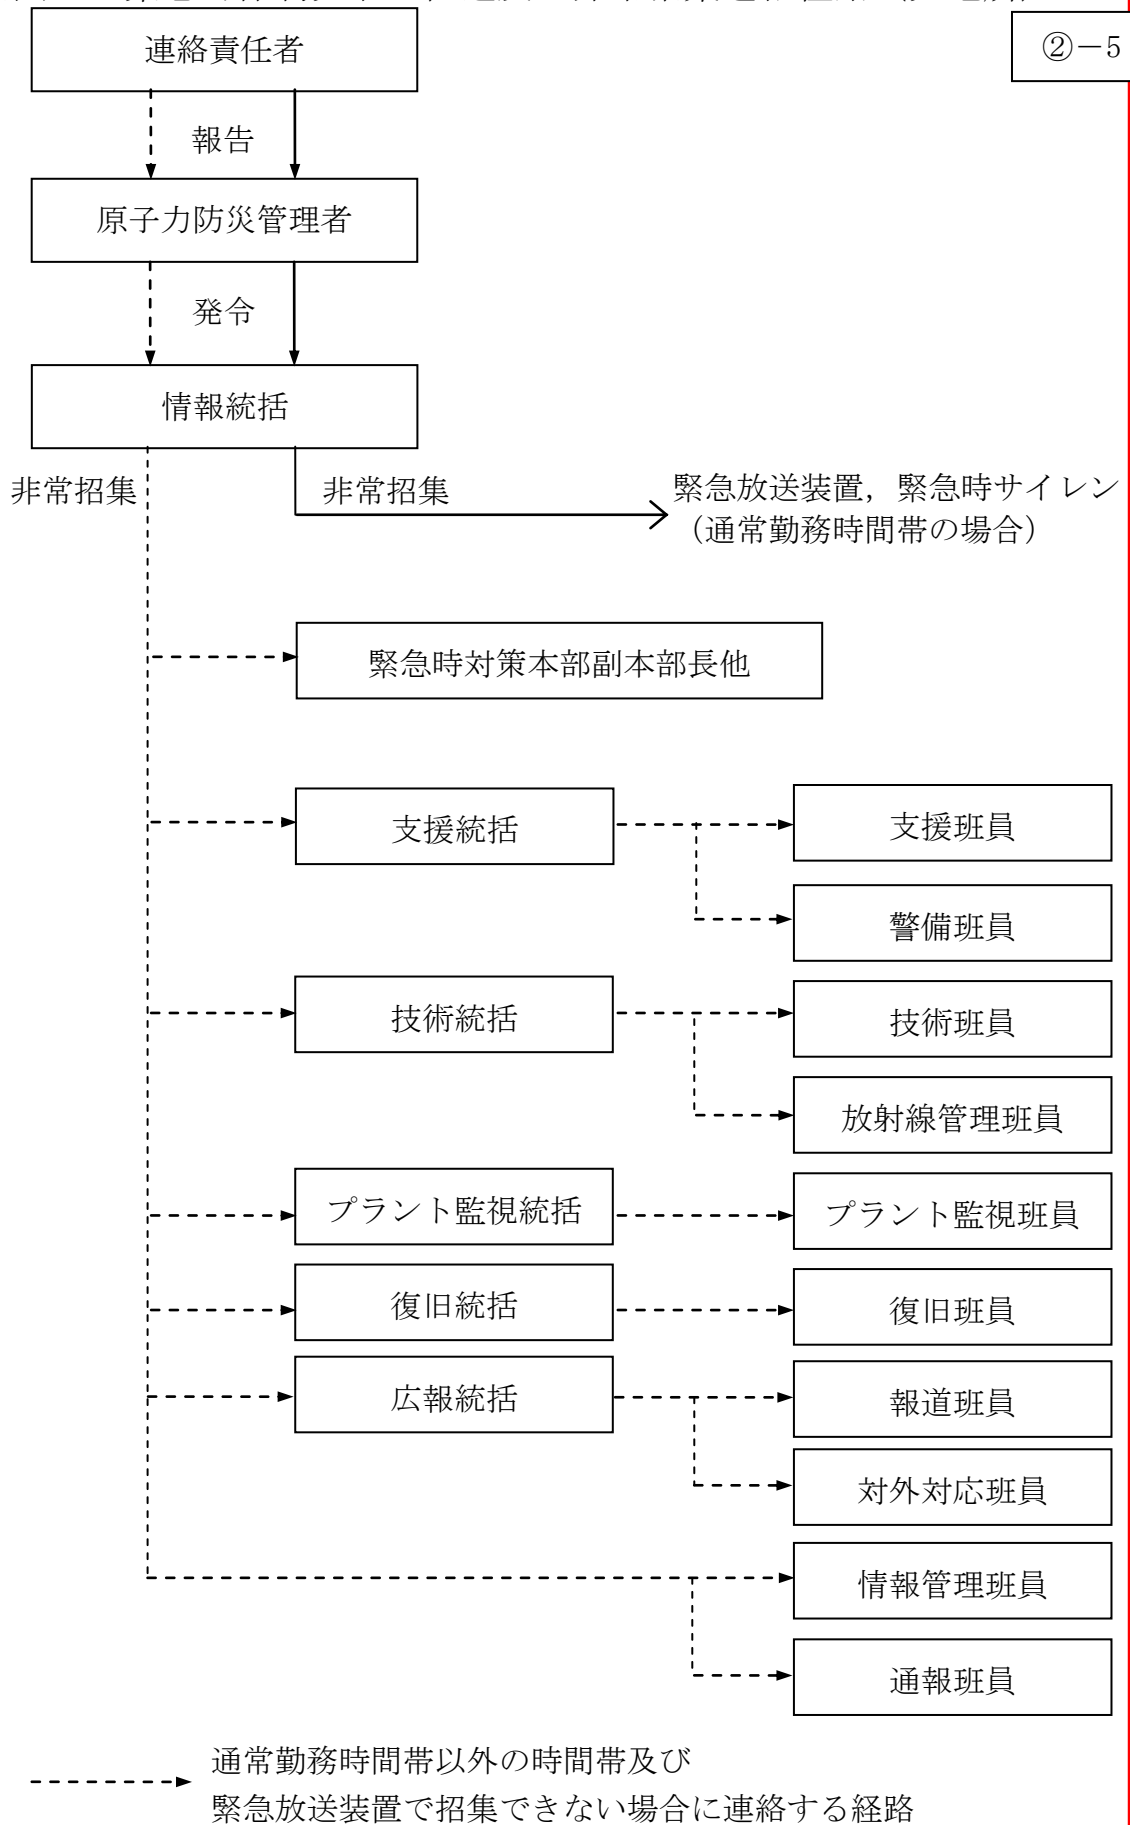 ②－5
連絡責任者
報告
原子力防災管理者
発令
情報統括
非常招集
非常招集
緊急放送装置，緊急時サイレン
（通常勤務時間帯の場合）
緊急時対策本部副本部長他
支援統括
支援班員
警備班員
技術統括
技術班員
放射線管理班員
プラント監視統括
プラント監視班員
復旧統括
復旧班員
広報統括
報道班員
対外対応班員
情報管理班員
通報班員
通常勤務時間帯以外の時間帯及び
緊急放送装置で招集できない場合に連絡する経路